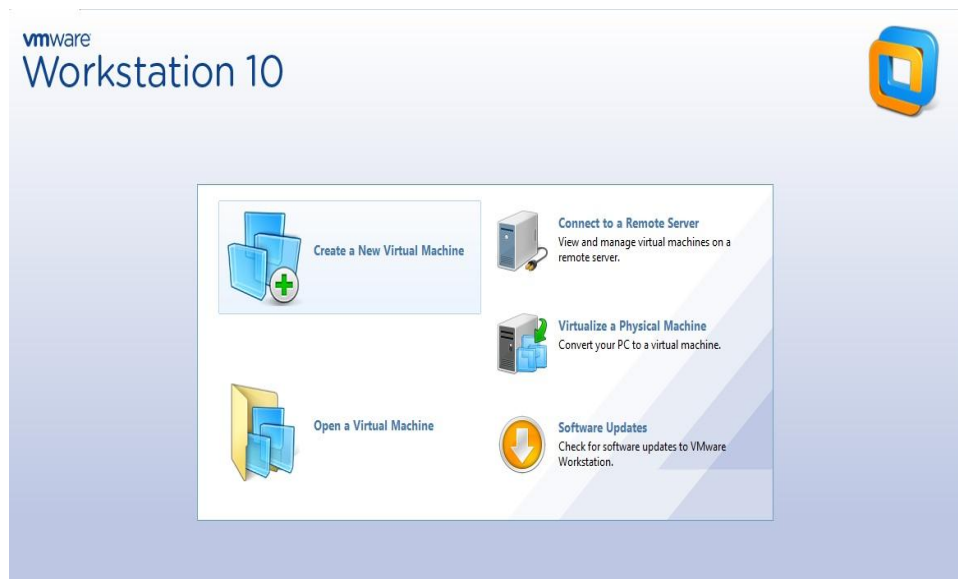 vmware
Workstation 10
Create a New Virtual Machine
Open a Virtual Machine
Connect to a Remote Server
View and manage virtual machines on a
remote server.
Virtualize a Physical Machine
Convert your PC to a virtual machine.
Software Updates
Check for software updates to VMware
Workstation.